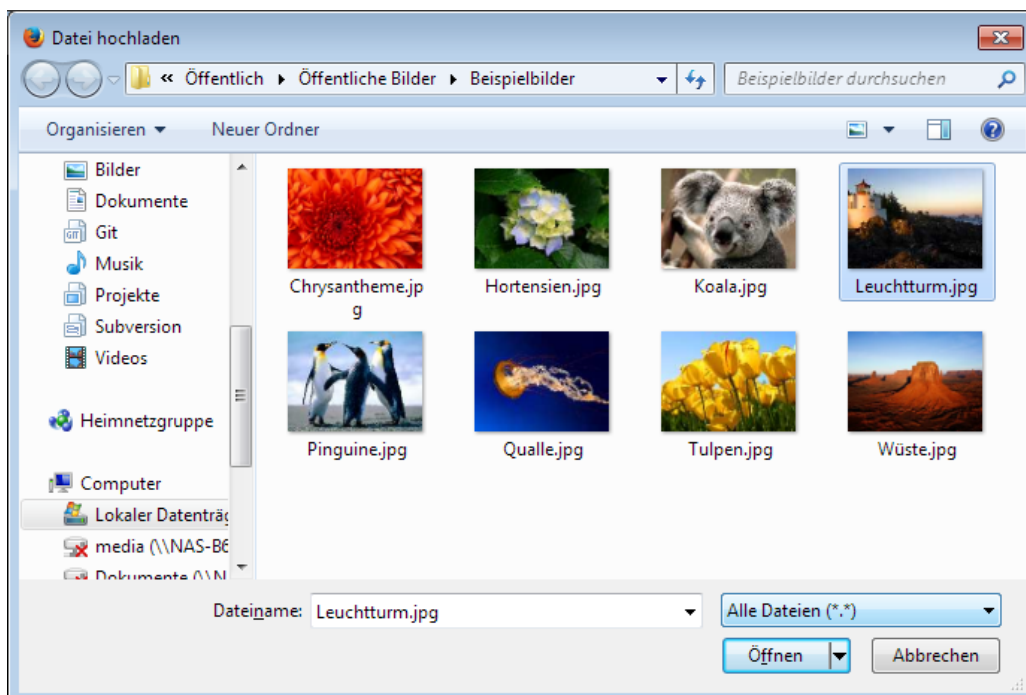 Datei hochladen
« Öffentlich ▸ Öffentliche Bilder ▸ Beispielbilder
Beispielbilder durchsuchen
Organisieren
Neuer Ordner
Bilder
Dokumente
Git
Musik
Projekte
Subversion
Videos
Heimnetzgruppe
Computer
Lokaler Datenträg
media (\\NAS-B6
Dokumente (\\N
Chrysantheme.jp
g
Hortensien.jpg
Koala.jpg
Leuchtturm.jpg
Pinguine.jpg
Qualle.jpg
Tulpen.jpg
Wüste.jpg
Dateiname:
Leuchtturm.jpg
Alle Dateien (*.*)
Öffnen
Abbrechen